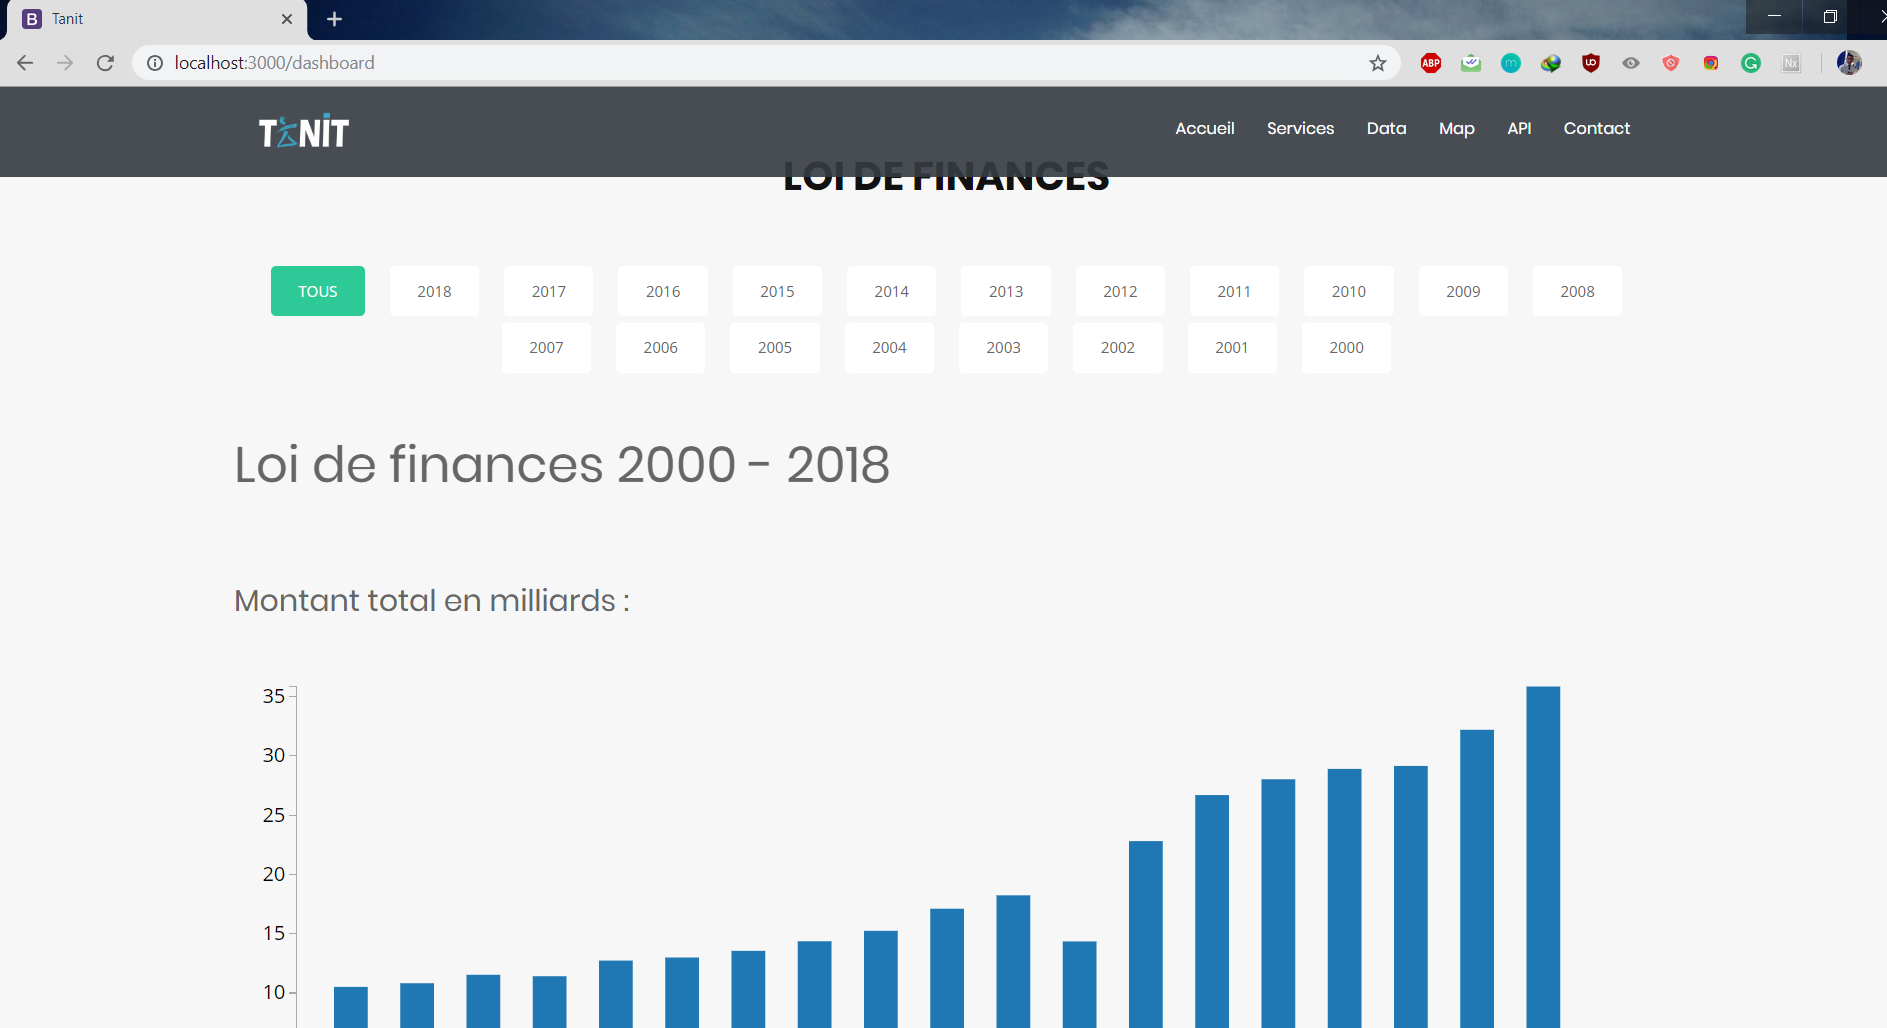 Tanit
localhost:3000/dashboard
TANIT
Accueil Services Data Map API Contact
LOI DE FINANCES
TOUS 2018 2017 2016 2015 2014 2013 2012 2011 2010 2009 2008
2007 2006 2005 2004 2003 2002 2001 2000
Loi de finances 2000 - 2018
Montant total en milliards :
35
30
25
20
15
10